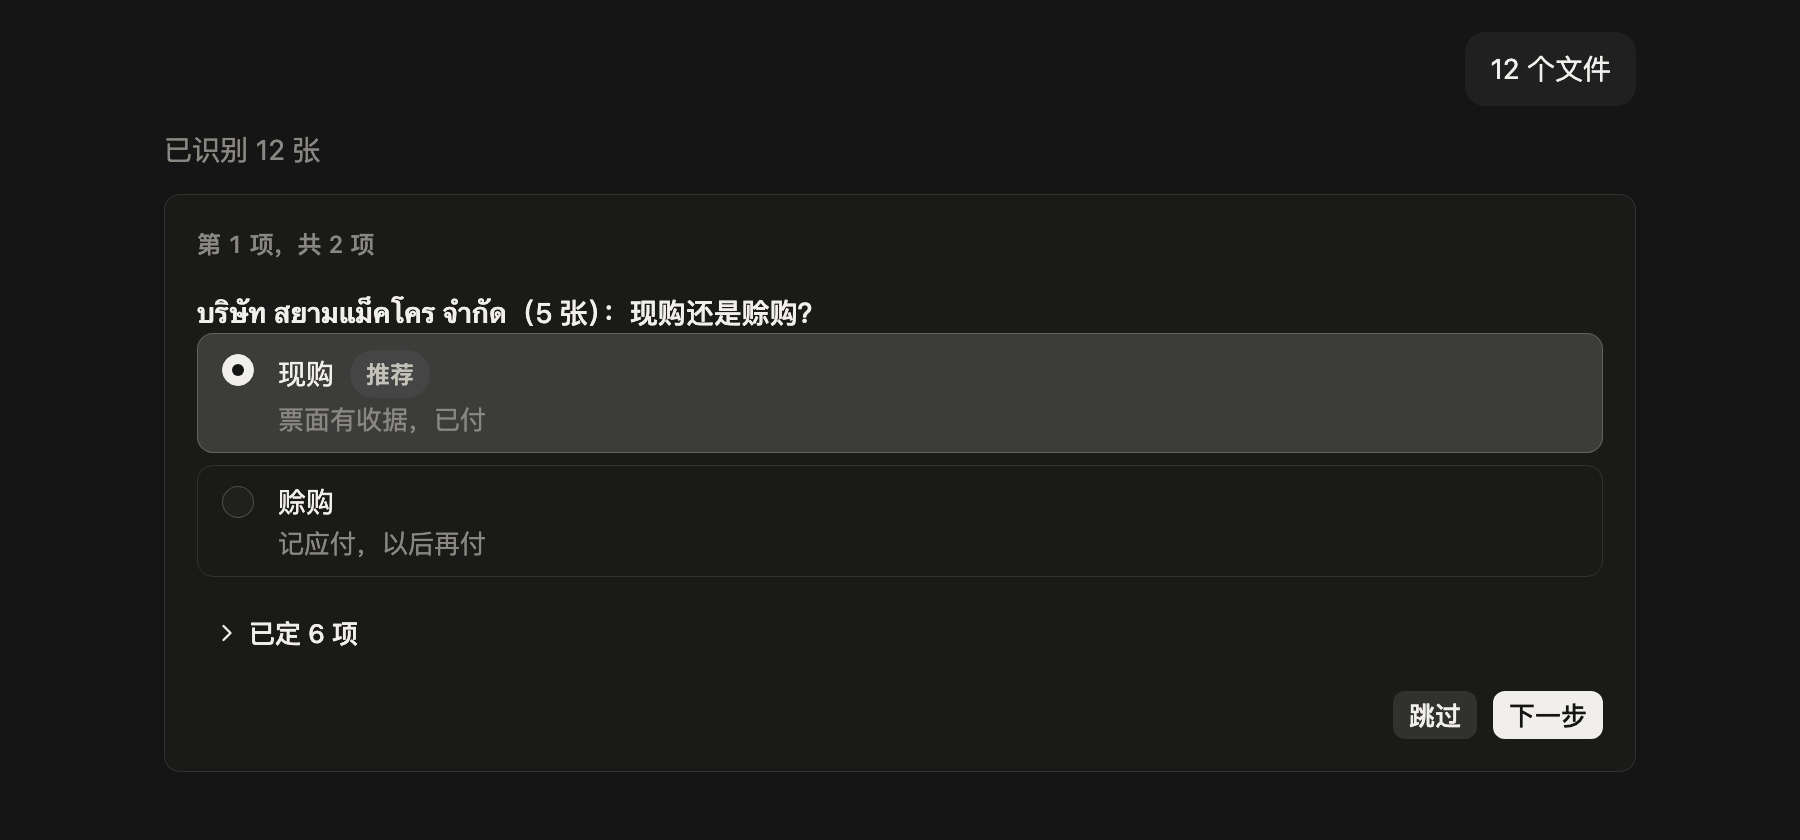 12 个文件
已识别 12 张
第 1 项，共 2 项
บริษัท สยามแม็คโคร จำกัด（5 张）：现购还是赊购？
现购 推荐
票面有收据，已付
赊购
记应付，以后再付
已定 6 项
跳过 下一步